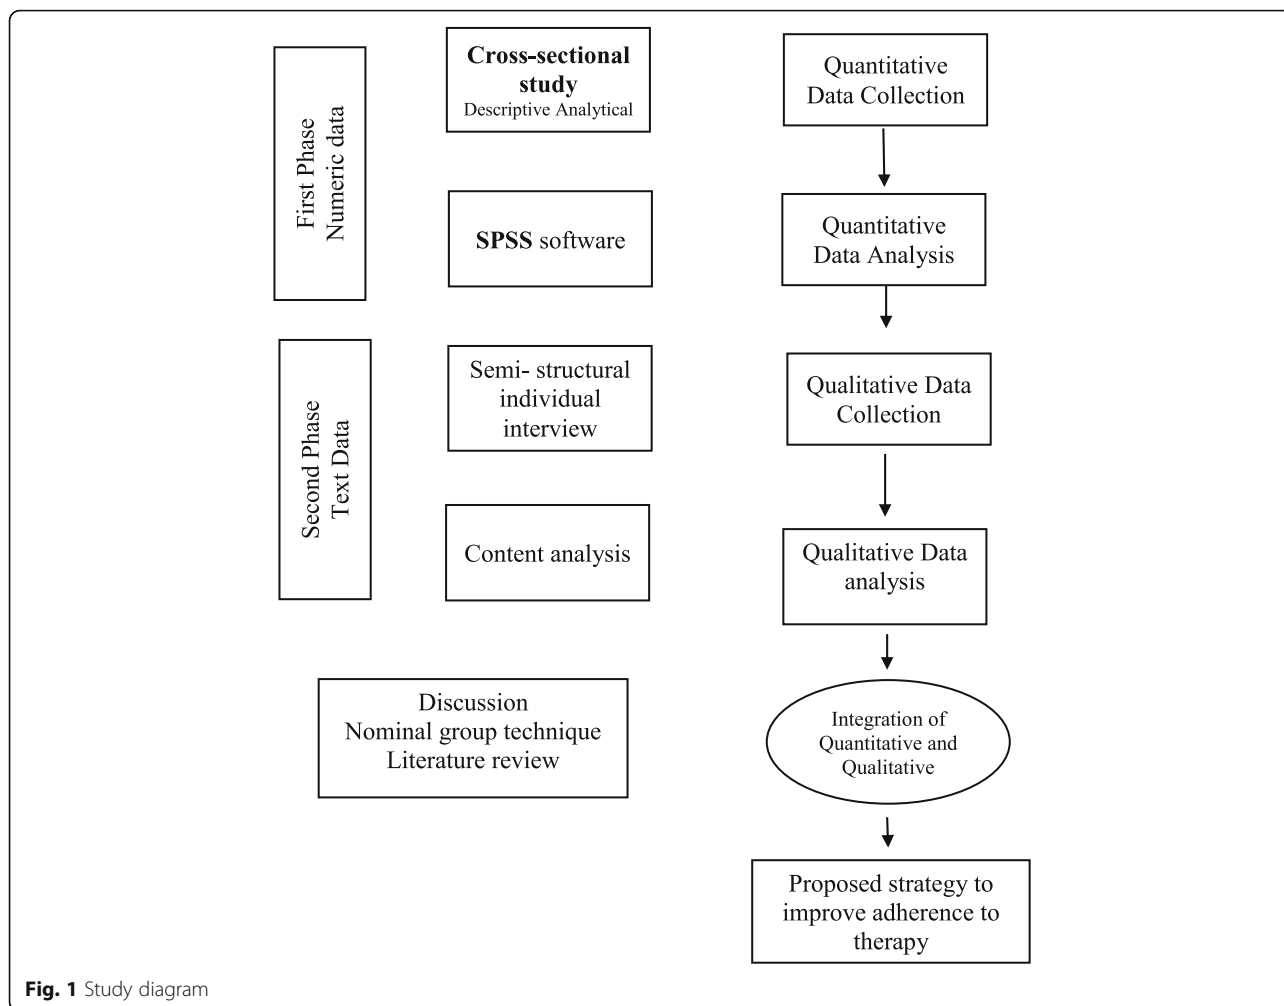 First Phase
Numeric data
Cross-sectional
study
Descriptive Analytical
Quantitative
Data Collection
SPSS software
Quantitative
Data Analysis
Second Phase
Text Data
Semi- structural
individual
interview
Qualitative Data
Collection
Content analysis
Qualitative Data
analysis
Discussion
Nominal group technique
Literature review
Integration of
Quantitative and
Qualitative
Proposed strategy to
improve adherence to
therapy
Fig. 1 Study diagram